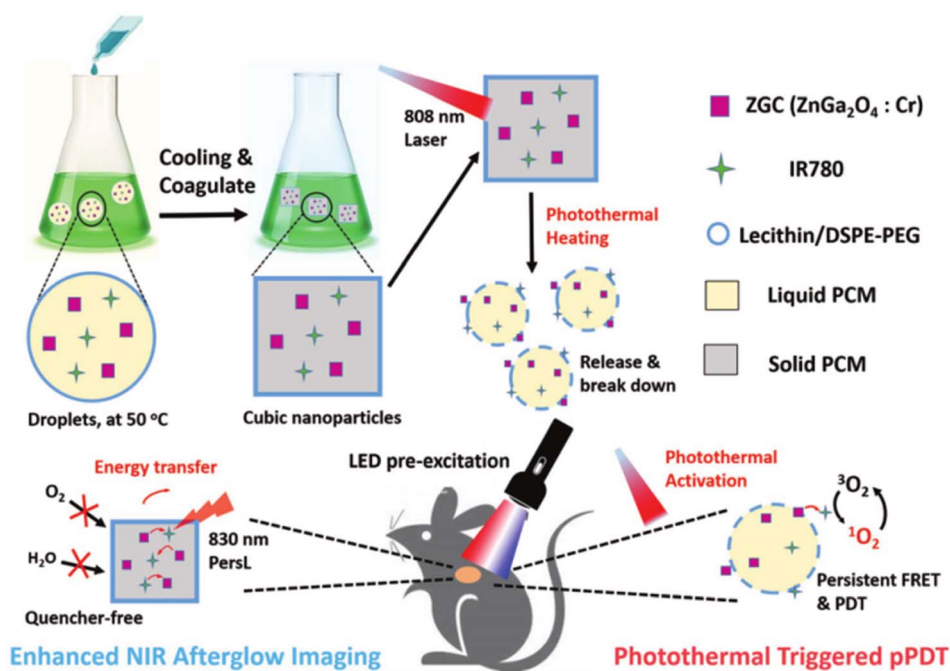 Cooling &
Coagulate
808 nm
Laser
ZGC (ZnGa₂O₄ : Cr)
IR780
Lecithin/DSPE-PEG
Liquid PCM
Solid PCM
Photothermal
Heating
Release &
break down
Droplets, at 50 °C
Cubic nanoparticles
Energy transfer
O₂
H₂O
830 nm
PersL
Quencher-free
LED pre-excitation
Photothermal
Activation
³O₂
¹O₂
Persistent FRET
& PDT
Enhanced NIR Afterglow Imaging
Photothermal Triggered pPDT